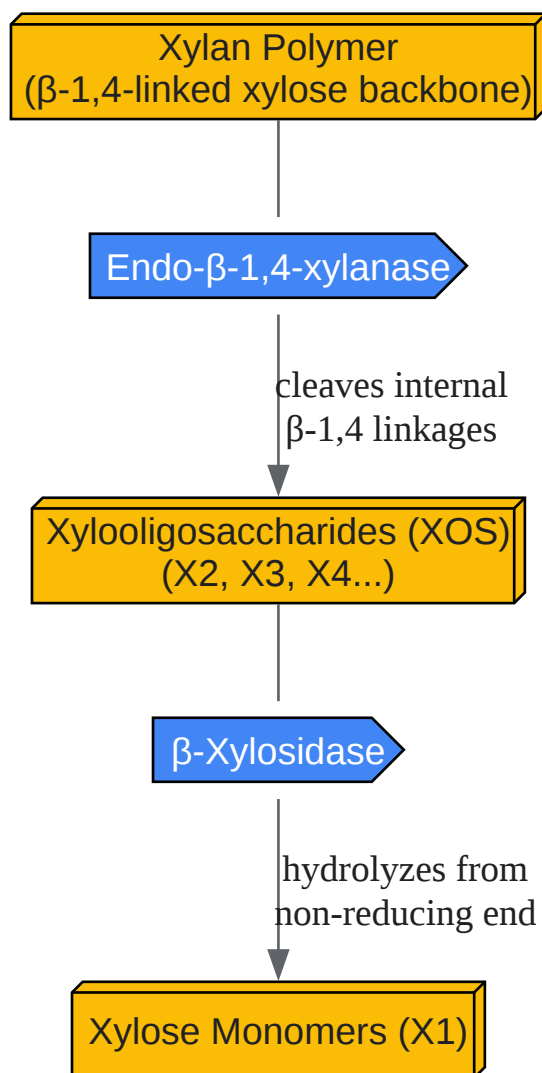 Xylan Polymer
(β-1,4-linked xylose backbone)
Endo-β-1,4-xylanase
cleaves internal
β-1,4 linkages
Xylooligosaccharides (XOS)
(X2, X3, X4...)
β-Xylosidase
hydrolyzes from
non-reducing end
Xylose Monomers (X1)